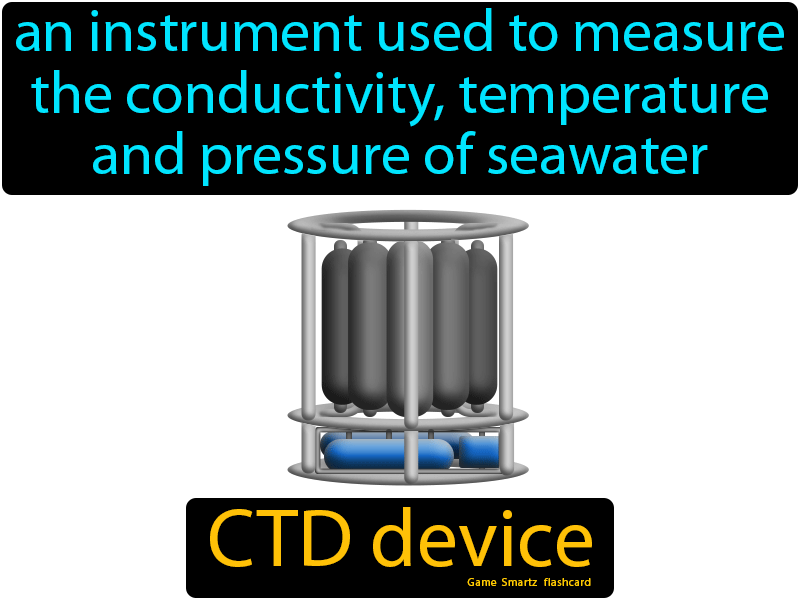 an instrument used to measure
the conductivity, temperature
and pressure of seawater
CTD device
Game Smartz flashcard